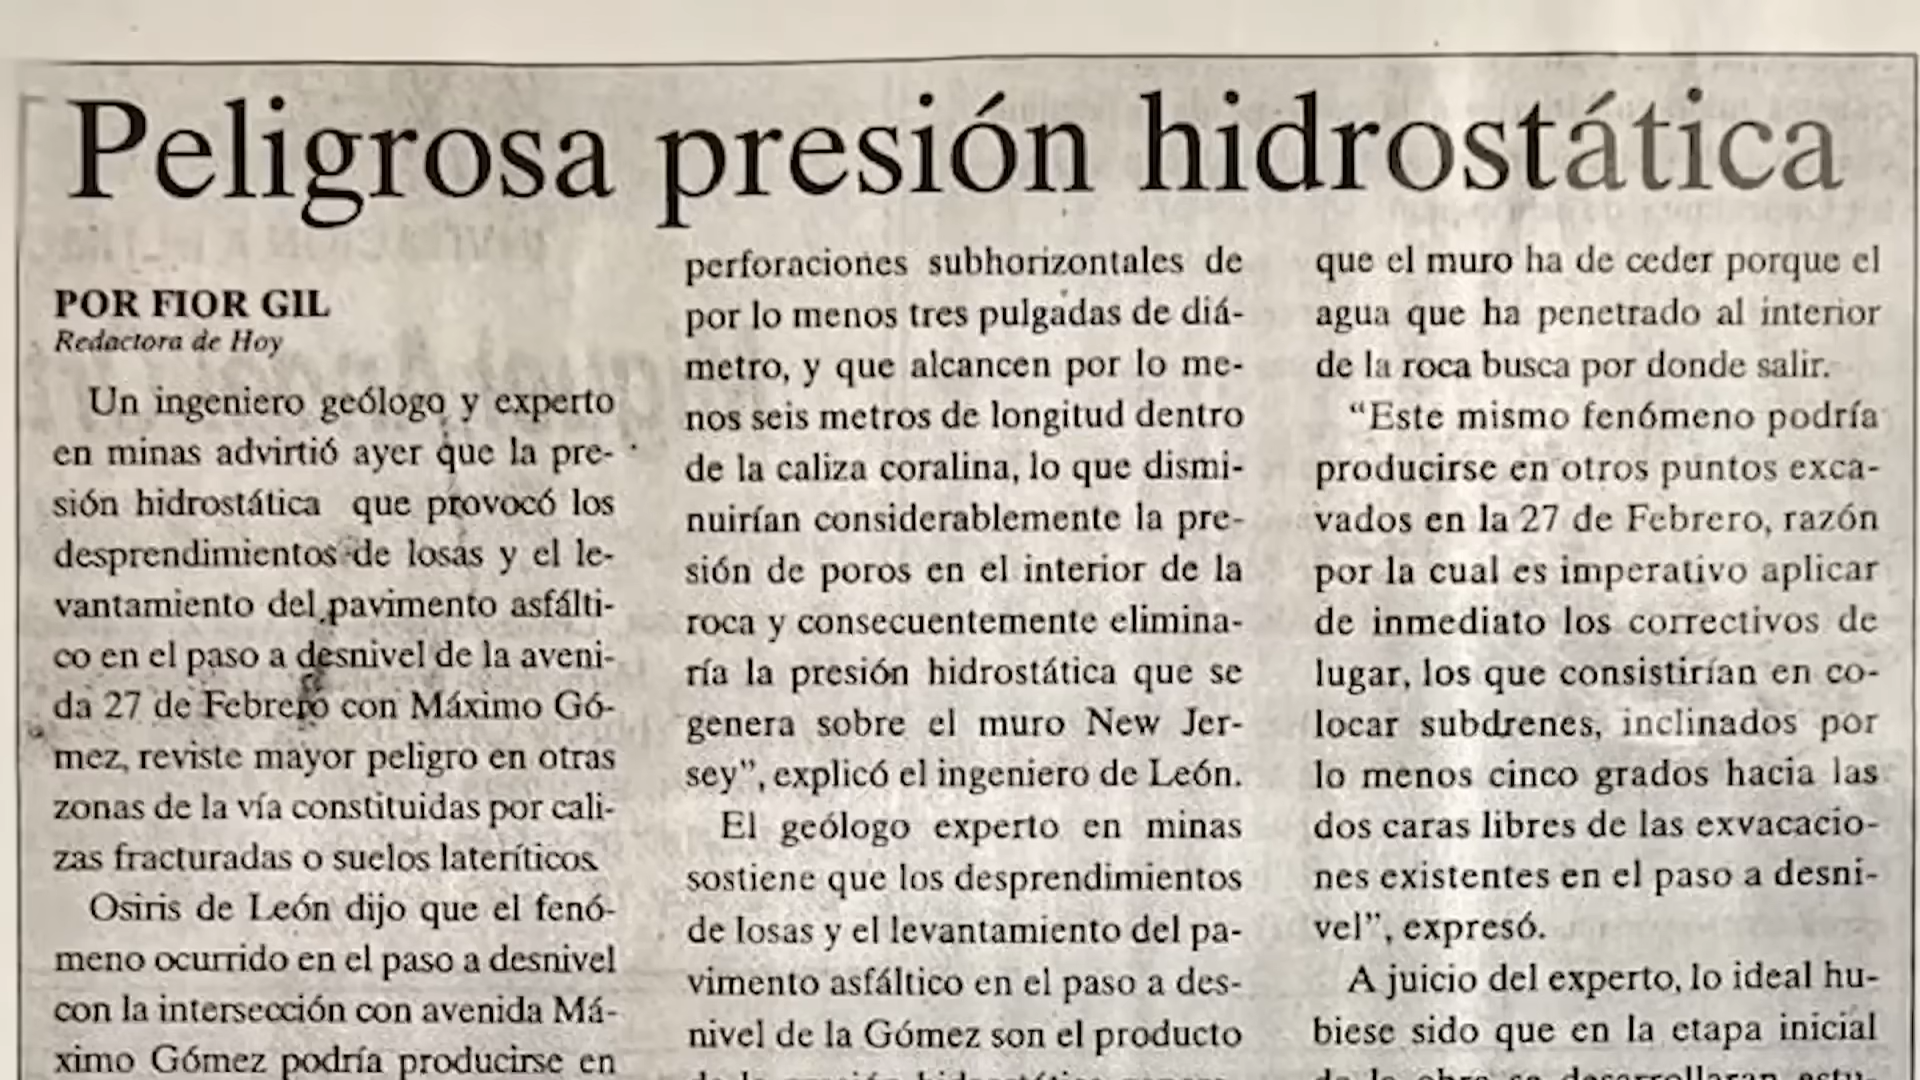 Peligrosa presión hidrostática
POR FIOR GIL
Redactora de Hoy
Un ingeniero geólogo y experto
en minas advirtió ayer que la pre-
sión hidrostática que provocó los
desprendimientos de losas y el le-
vantamiento del pavimento asfálti-
co en el paso a desnivel de la aveni-
da 27 de Febrero con Máximo Gó-
mez, reviste mayor peligro en otras
zonas de la vía constituidas por cali-
zas fracturadas o suelos lateríticos
Osiris de León dijo que el fenó-
meno ocurrido en el paso a desnivel
con la intersección con avenida Má-
ximo Gómez podría producirse en
perforaciones subhorizontales de
por lo menos tres pulgadas de diá-
metro, y que alcancen por lo me-
nos seis metros de longitud dentro
de la caliza coralina, lo que dismi-
nuirían considerablemente la pre-
sión de poros en el interior de la
roca y consecuentemente elimina-
ría la presión hidrostática que se
genera sobre el muro New Jer-
sey”, explicó el ingeniero de León.
El geólogo experto en minas
sostiene que los desprendimientos
de losas y el levantamiento del pa-
vimento asfáltico en el paso a des-
nivel de la Gómez son el producto
que el muro ha de ceder porque el
agua que ha penetrado al interior
de la roca busca por donde salir.
“Este mismo fenómeno podría
producirse en otros puntos exca-
vados en la 27 de Febrero, razón
por la cual es imperativo aplicar
de inmediato los correctivos de
lugar, los que consistirían en co-
locar subdrenes, inclinados por
lo menos cinco grados hacia las
dos caras libres de las exvacacio-
nes existentes en el paso a desni-
vel”, expresó.
A juicio del experto, lo ideal hu-
biese sido que en la etapa inicial